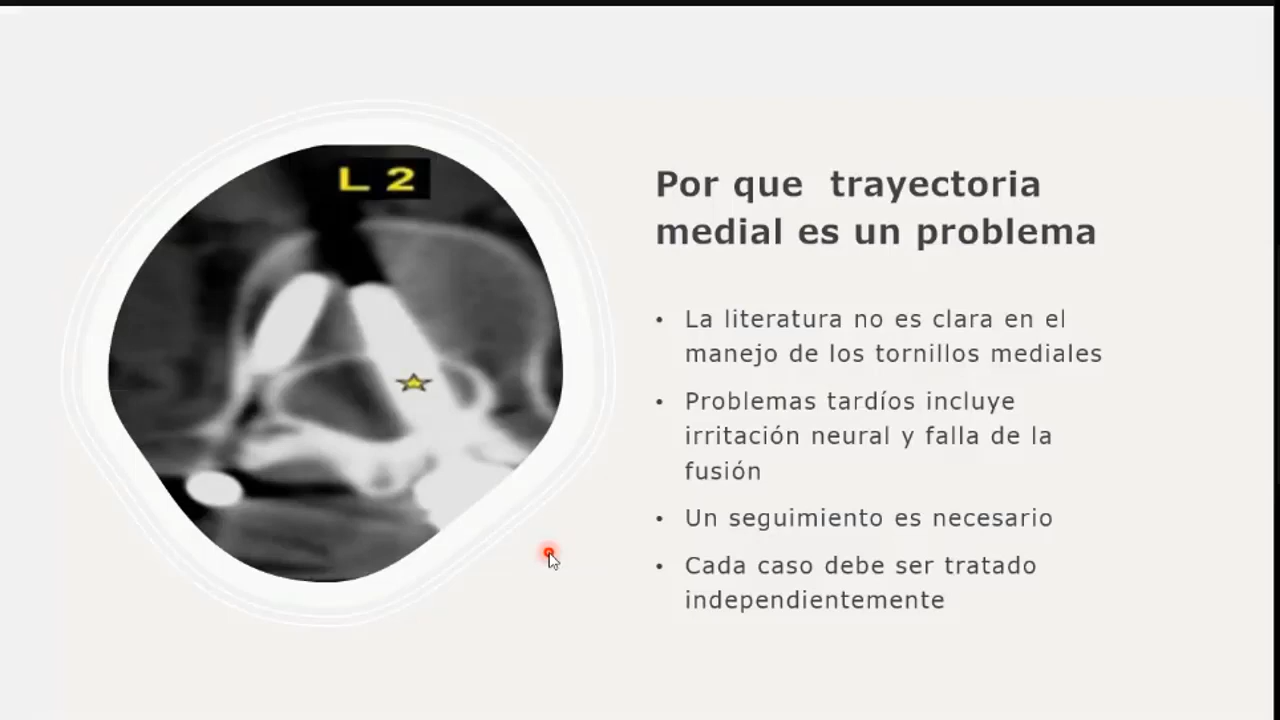 L 2
Por que trayectoria
medial es un problema
• La literatura no es clara en el
manejo de los tornillos mediales
• Problemas tardíos incluye
irritación neural y falla de la
fusión
• Un seguimiento es necesario
• Cada caso debe ser tratado
independientemente